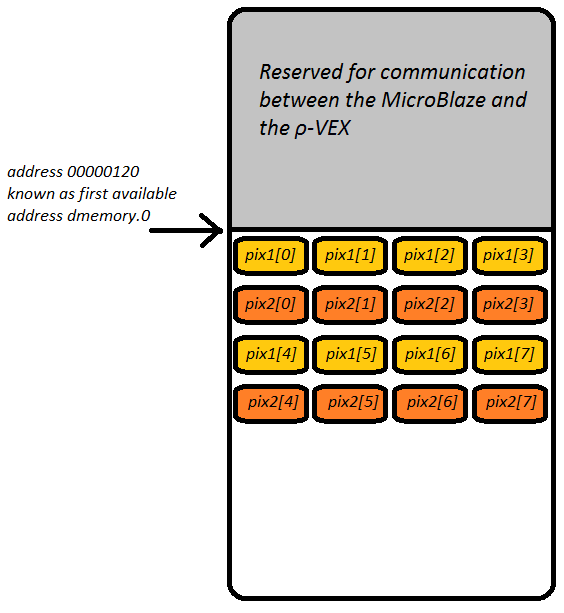 Reserved for communication
between the MicroBlaze and
the ρ-VEX
address 00000120
known as first available
address dmemory.0
pix1[0] pix1[1] pix1[2] pix1[3]
pix2[0] pix2[1] pix2[2] pix2[3]
pix1[4] pix1[5] pix1[6] pix1[7]
pix2[4] pix2[5] pix2[6] pix2[7]